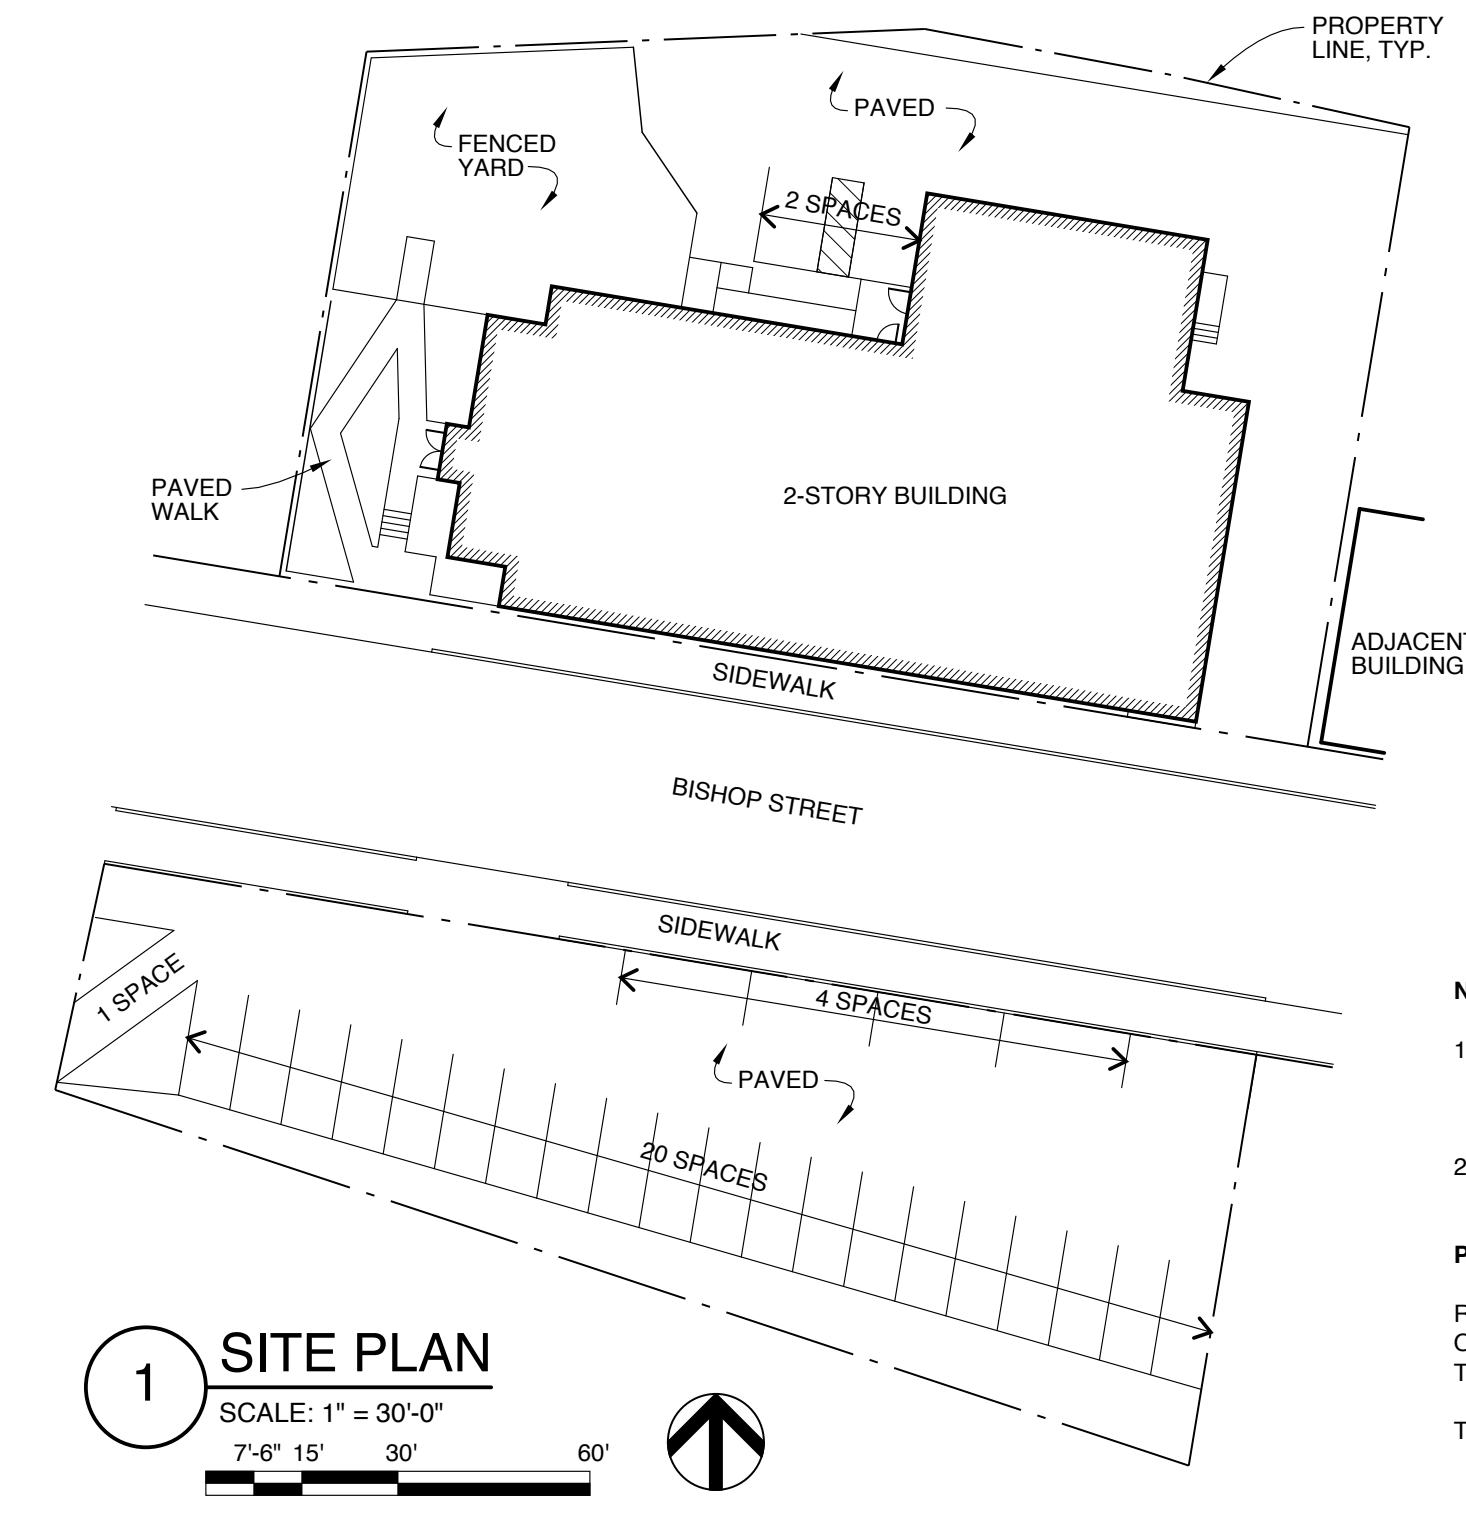 PROPERTY
LINE, TYP.
PAVED
FENCED
YARD
2 SPACES
PAVED
WALK
2-STORY BUILDING
ADJACENT
BUILDING
SIDEWALK
BISHOP STREET
SIDEWALK
1 SPACE
4 SPACES
PAVED
20 SPACES
N
1
2
P
R
C
T
T
1
SITE PLAN
SCALE: 1" = 30'-0"
7'-6" 15' 30' 60'